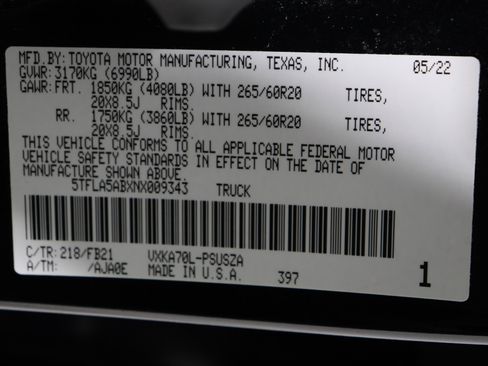 MFD.BY: TOYOTA MOTOR MANUFACTURING, TEXAS, INC. 05/22
GVWR: 3170KG (6990LB)
GAWR: FRT. 1850KG (4080LB) WITH 265/60R20 TIRES,
20X8.5J RIMS.
RR. 1750KG (3860LB) WITH 265/60R20 TIRES,
20X8.5J RIMS.
THIS VEHICLE CONFORMS TO ALL APPLICABLE FEDERAL MOTOR
VEHICLE SAFETY STANDARDS IN EFFECT ON THE DATE OF
MANUFACTURE SHOWN ABOVE.
5TFLA5ABXNX009343 TRUCK
C/TR: 218/FB21 VXKA70L-PSUSZA
A/TM: /AJA0E MADE IN U.S.A. 397 1